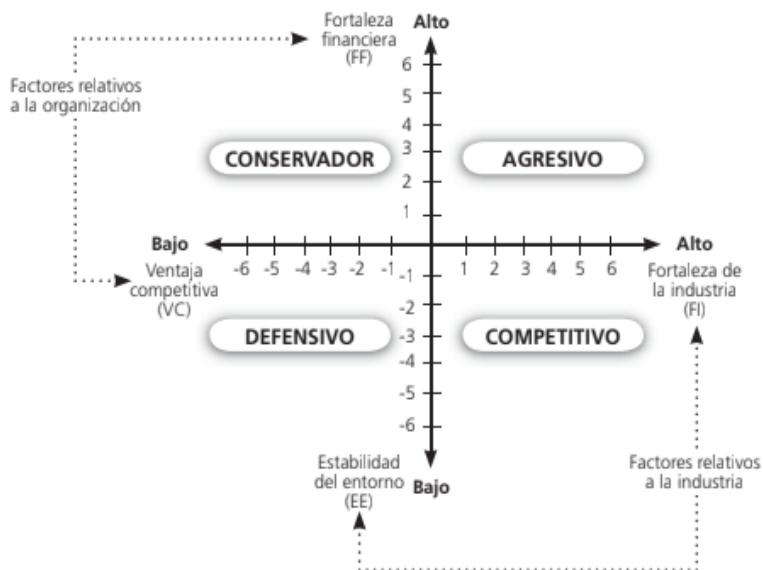 Fortaleza
financiera
(FF)
Alto
Factores relativos
a la organización
6
5
4
3
2
1
CONSERVADOR
AGRESIVO
Bajo
Alto
-6 -5 -4 -3 -2 -1
1 2 3 4 5 6
Ventaja
competitiva
(VC)
Fortaleza de
la industria
(FI)
-1
-2
-3
-4
-5
-6
DEFENSIVO
COMPETITIVO
Estabilidad
del entorno
(EE)
Bajo
Factores relativos
a la industria